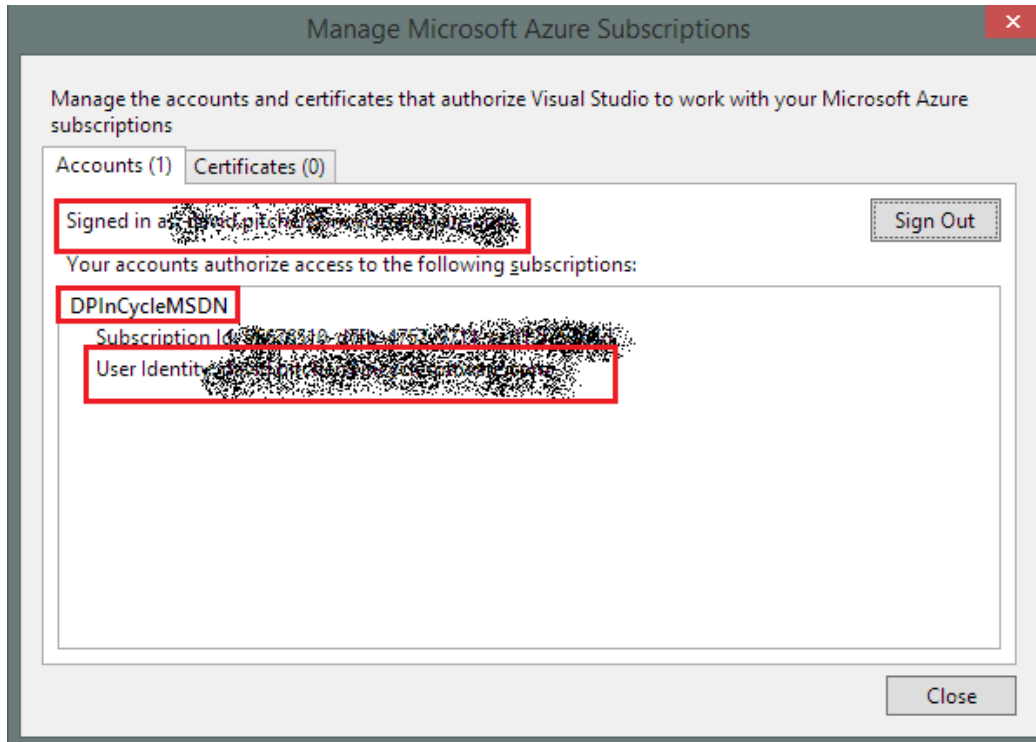 Manage Microsoft Azure Subscriptions
Manage the accounts and certificates that authorize Visual Studio to work with your Microsoft Azure
subscriptions
Accounts (1)
Certificates (0)
Signed in as
Sign Out
Your accounts authorize access to the following subscriptions:
DPInCycleMSDN
Subscription Id
User Identity
Close